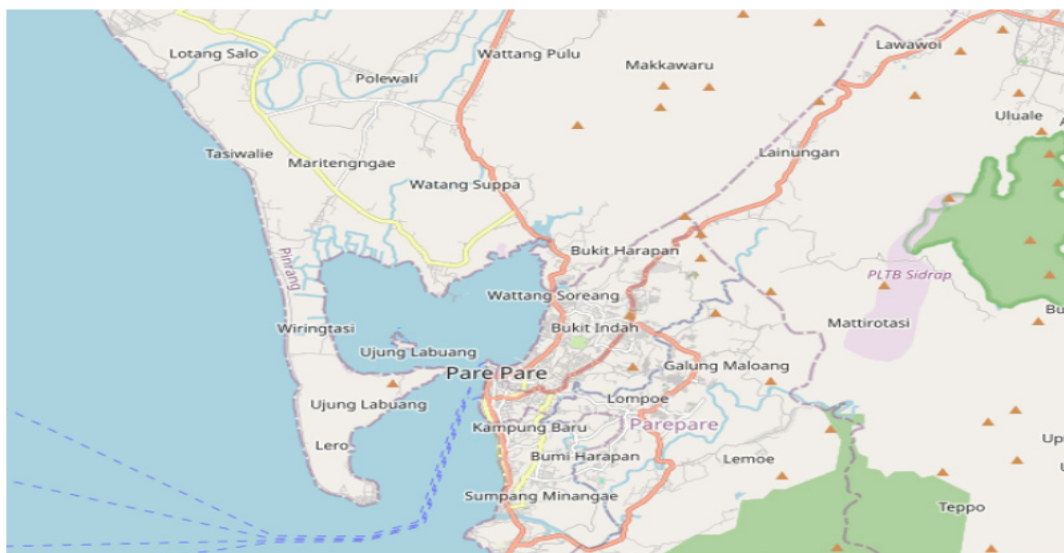 Lotang Salo
Wattang Pulu
Lawawoi
Polewali
Makkawaru
Uluale
Tasiwalie
Maritengngae
Lainungan
Watang Suppa
Bukit Harapan
Pinrang
PLTB Sidrap
Wattang Soreang
Wiringtasi
Bukit Indah
Mattirotasi
Ujung Labuang
Pare Pare
Galung Maloang
Ujung Labuang
Lompoe
Kampung Baru
Parepare
Lero
Bumi Harapan
Lemoe
Sumpang Minangae
Teppo